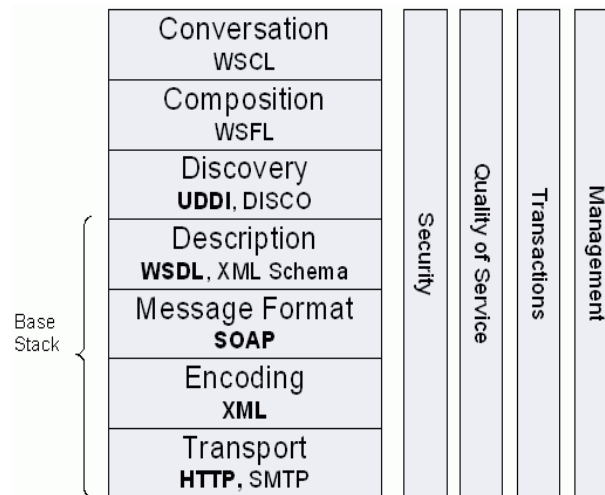 Conversation
WSCL
Composition
WSFL
Discovery
UDDI, DISCO
Description
WSDL, XML Schema
Message Format
SOAP
Encoding
XML
Transport
HTTP, SMTP
Base
Stack
Security
Quality of Service
Transactions
Management